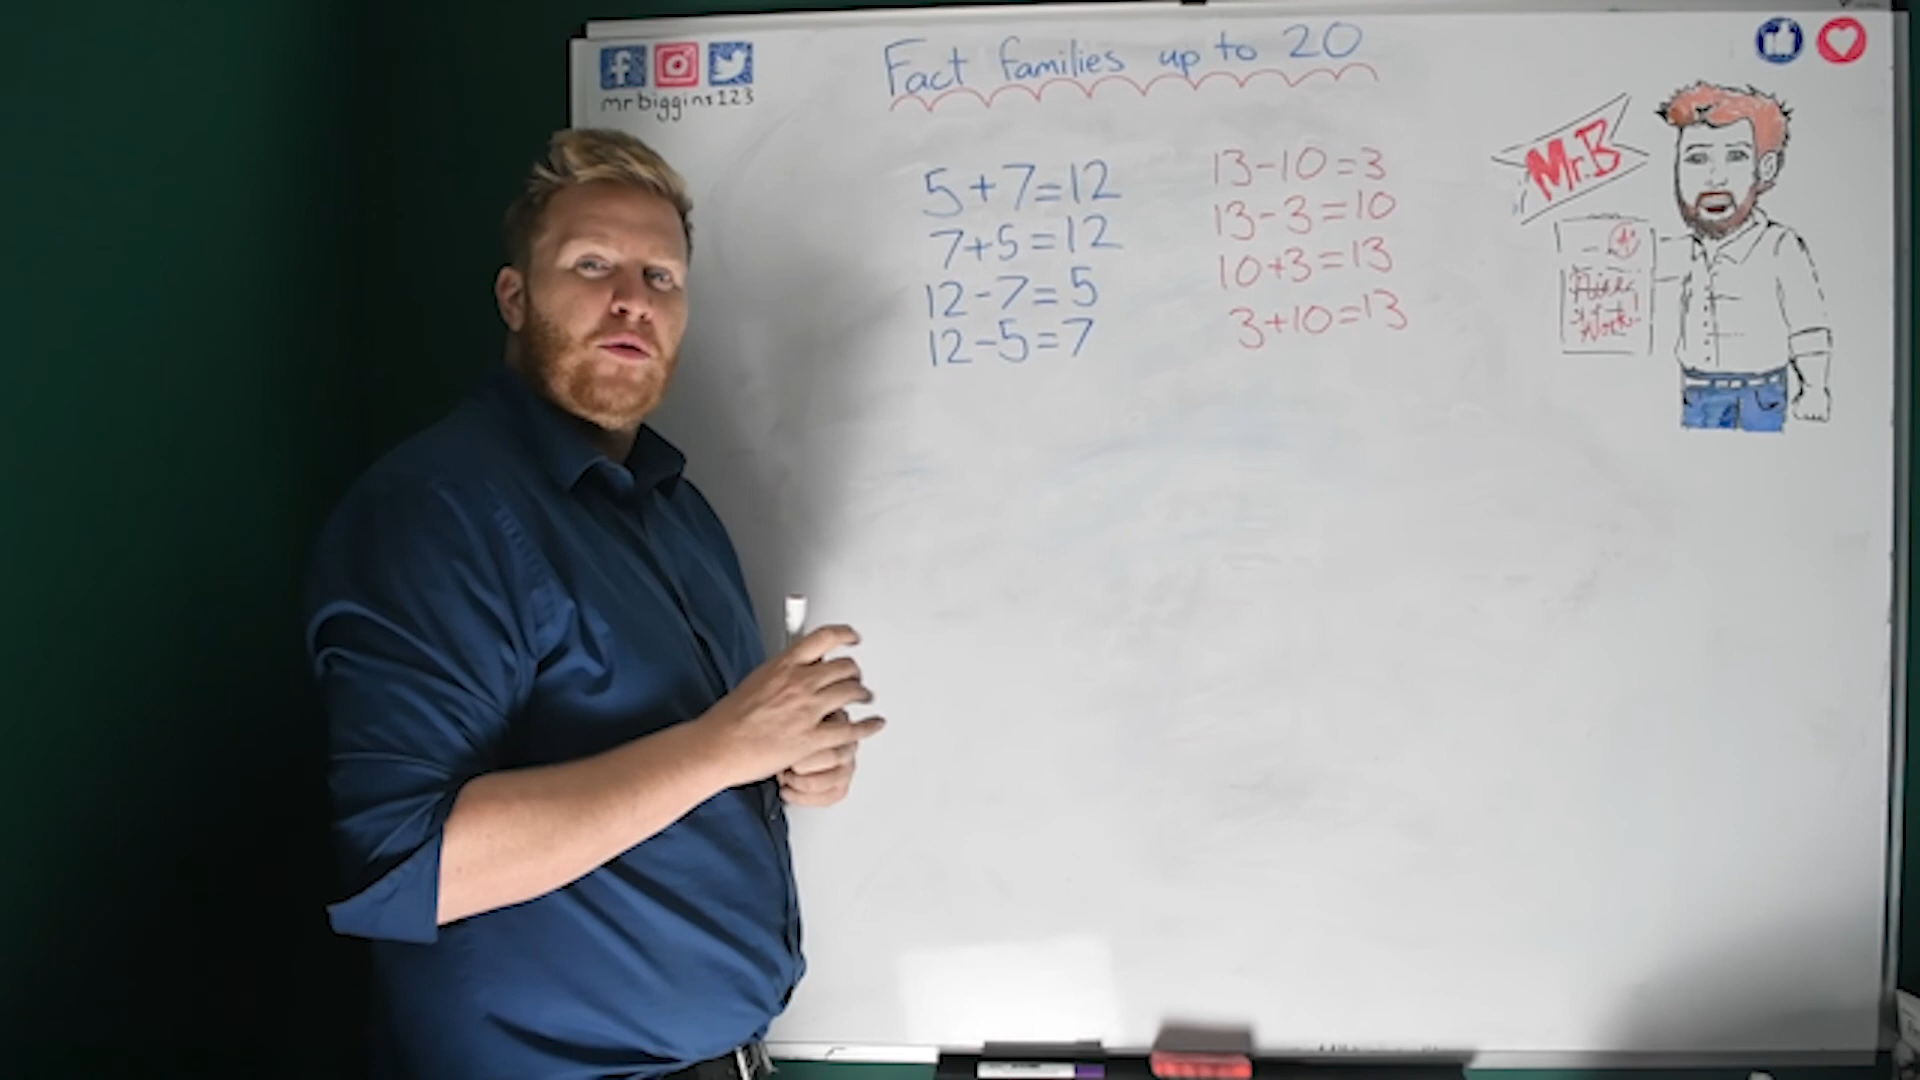 Fact families up to 20
mrbiggins123
5+7=12
7+5=12
12-7=5
12-5=7
13-10=3
13-3=10
10+3=13
3+10=13
Mr.B
A+
Work!